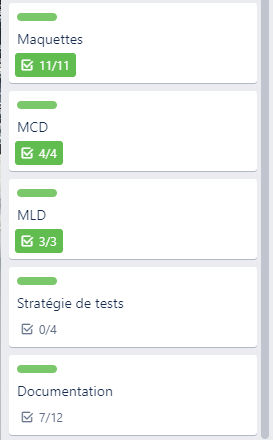 Maquettes
11/11
MCD
4/4
MLD
3/3
Stratégie de tests
0/4
Documentation
7/12